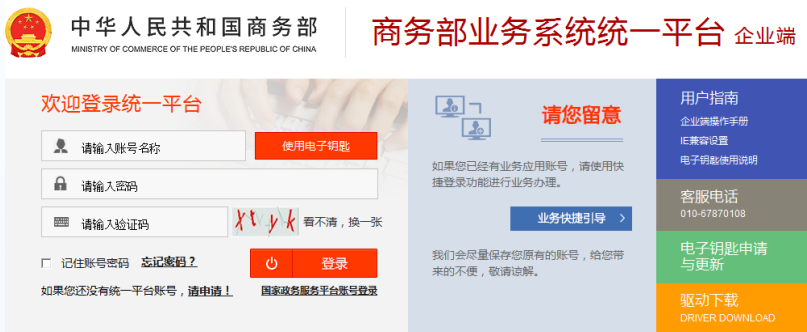 中华人民共和国商务部
MINISTRY OF COMMERCE OF THE PEOPLE'S REPUBLIC OF CHINA
商务部业务系统统一平台 企业端
欢迎登录统一平台
请输入账号名称
使用电子钥匙
请输入密码
请输入验证码
Xtyk
看不清，换一张
记住账号密码
忘记密码？
登录
如果您还没有统一平台账号，请申请！
国家政务服务平台账号登录
请您留意
如果您已经有业务应用账号，请使用快
捷登录功能进行业务办理。
业务快捷引导 >
我们会尽量保存您原有的账号，给您带
来的不便，敬请谅解。
用户指南
企业端操作手册
IE兼容设置
电子钥匙使用说明
客服电话
010-67870108
电子钥匙申请
与更新
驱动下载
DRIVER DOWNLOAD